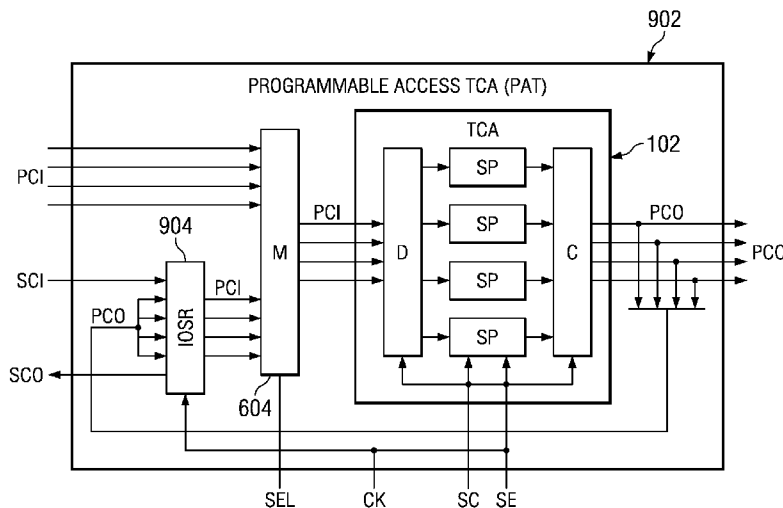 902
PROGRAMMABLE ACCESS TCA (PAT)
TCA
102
PCI
PCI
M
D
SP
SP
SP
SP
C
PCO
PCO
904
SCI
PCO
IOSR
PCI
SCO
604
SEL
CK
SC
SE